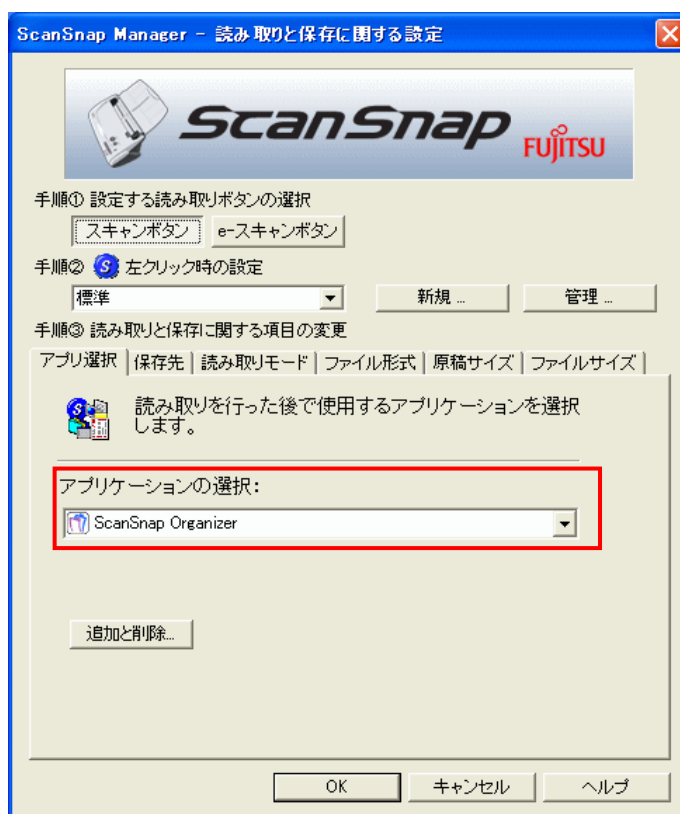 ScanSnap Manager - 読み取りと保存に関する設定
ScanSnap
FUJITSU
手順① 設定する読み取りボタンの選択
スキャンボタン e-スキャンボタン
手順② S 左クリック時の設定
標準 新規 ... 管理 ...
手順③ 読み取りと保存に関する項目の変更
アプリ選択 保存先 読み取りモード ファイル形式 原稿サイズ ファイルサイズ
読み取りを行った後で使用するアプリケーションを選択
します。
アプリケーションの選択:
ScanSnap Organizer
追加と削除...
OK キャンセル ヘルプ